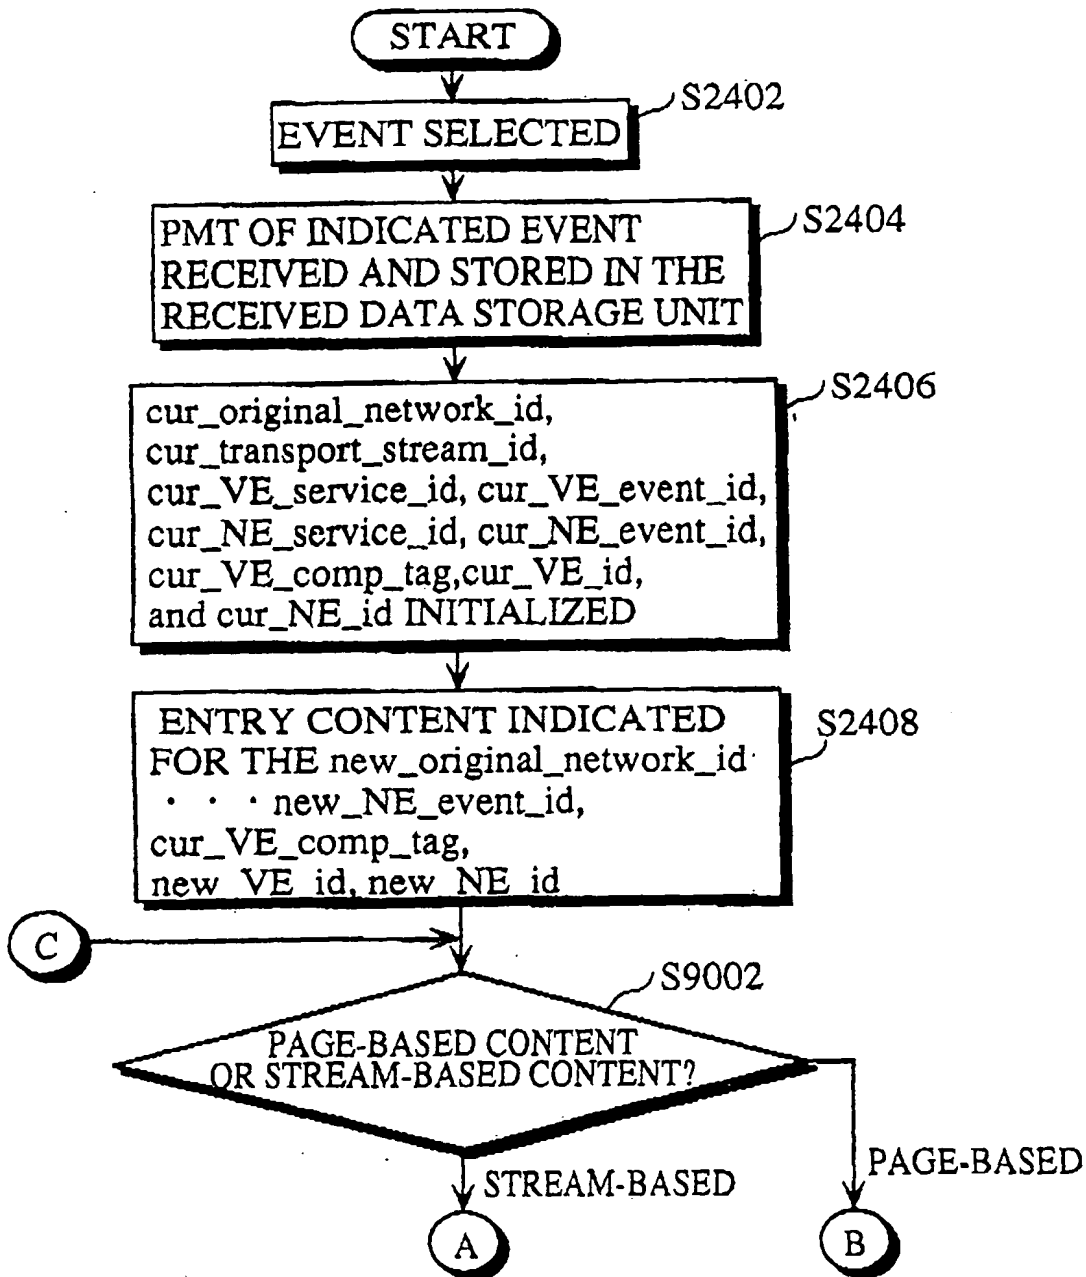 START
S2402
EVENT SELECTED
S2404
PMT OF INDICATED EVENT
RECEIVED AND STORED IN THE
RECEIVED DATA STORAGE UNIT
S2406
cur_original_network_id,
cur_transport_stream_id,
cur_VE_service_id, cur_VE_event_id,
cur_NE_service_id, cur_NE_event_id,
cur_VE_comp_tag,cur_VE_id,
and cur_NE_id INITIALIZED
S2408
ENTRY CONTENT INDICATED
FOR THE new_original_network_id
· · · new_NE_event_id,
cur_VE_comp_tag,
new_VE_id, new_NE_id
C
S9002
PAGE-BASED CONTENT
OR STREAM-BASED CONTENT?
PAGE-BASED
STREAM-BASED
A
B